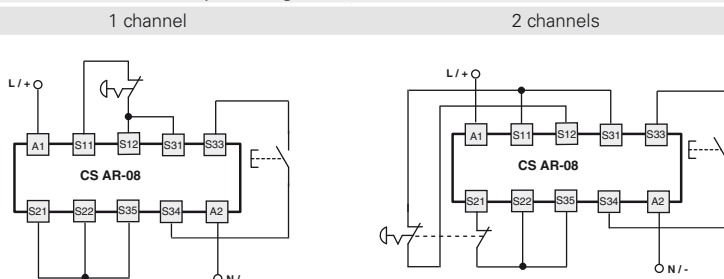 1 channel
2 channels
L / +
A1 S11 S12 S31 S33
CS AR-08
S21 S22 S35 S34 A2
L / +
A1 S11 S12 S31 S33
CS AR-08
S21 S22 S35 S34 A2
N / -